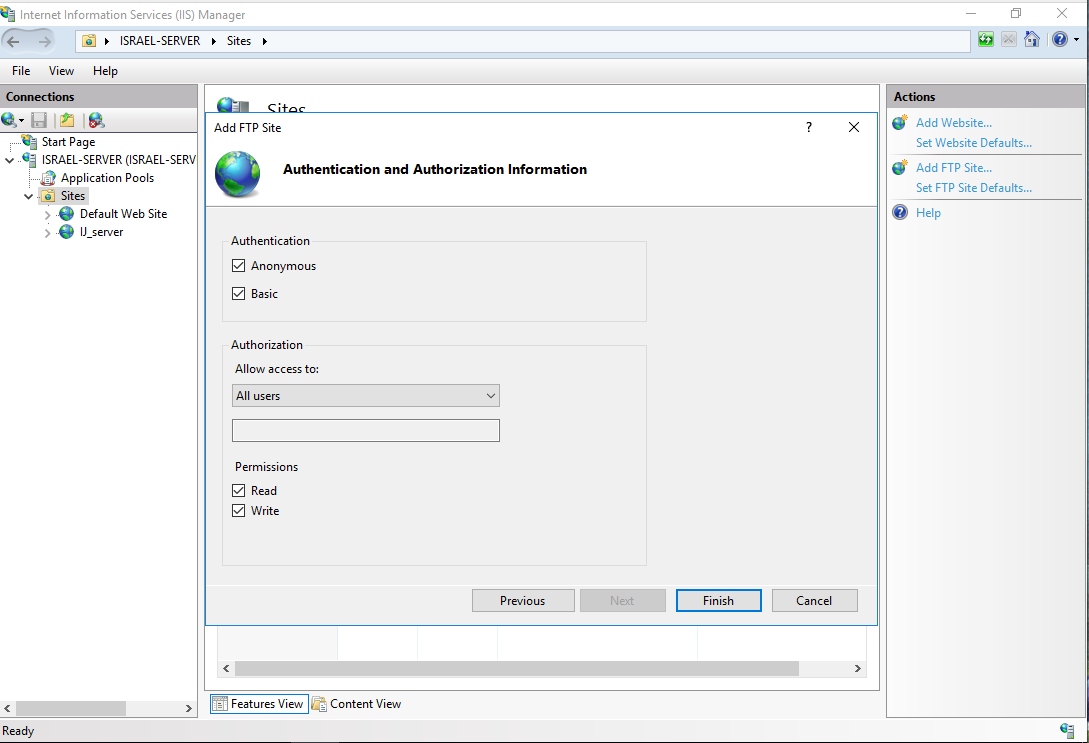 Internet Information Services (IIS) Manager
ISRAEL-SERVER
Sites
File
View
Help
Connections
Start Page
ISRAEL-SERVER (ISRAEL-SERV
Application Pools
Sites
Default Web Site
IJ_server
Sites
Add FTP Site
?
Authentication and Authorization Information
Authentication
Anonymous
Basic
Authorization
Allow access to:
All users
Permissions
Read
Write
Previous
Next
Finish
Cancel
Features View
Content View
Actions
Add Website...
Set Website Defaults...
Add FTP Site...
Set FTP Site Defaults...
Help
Ready